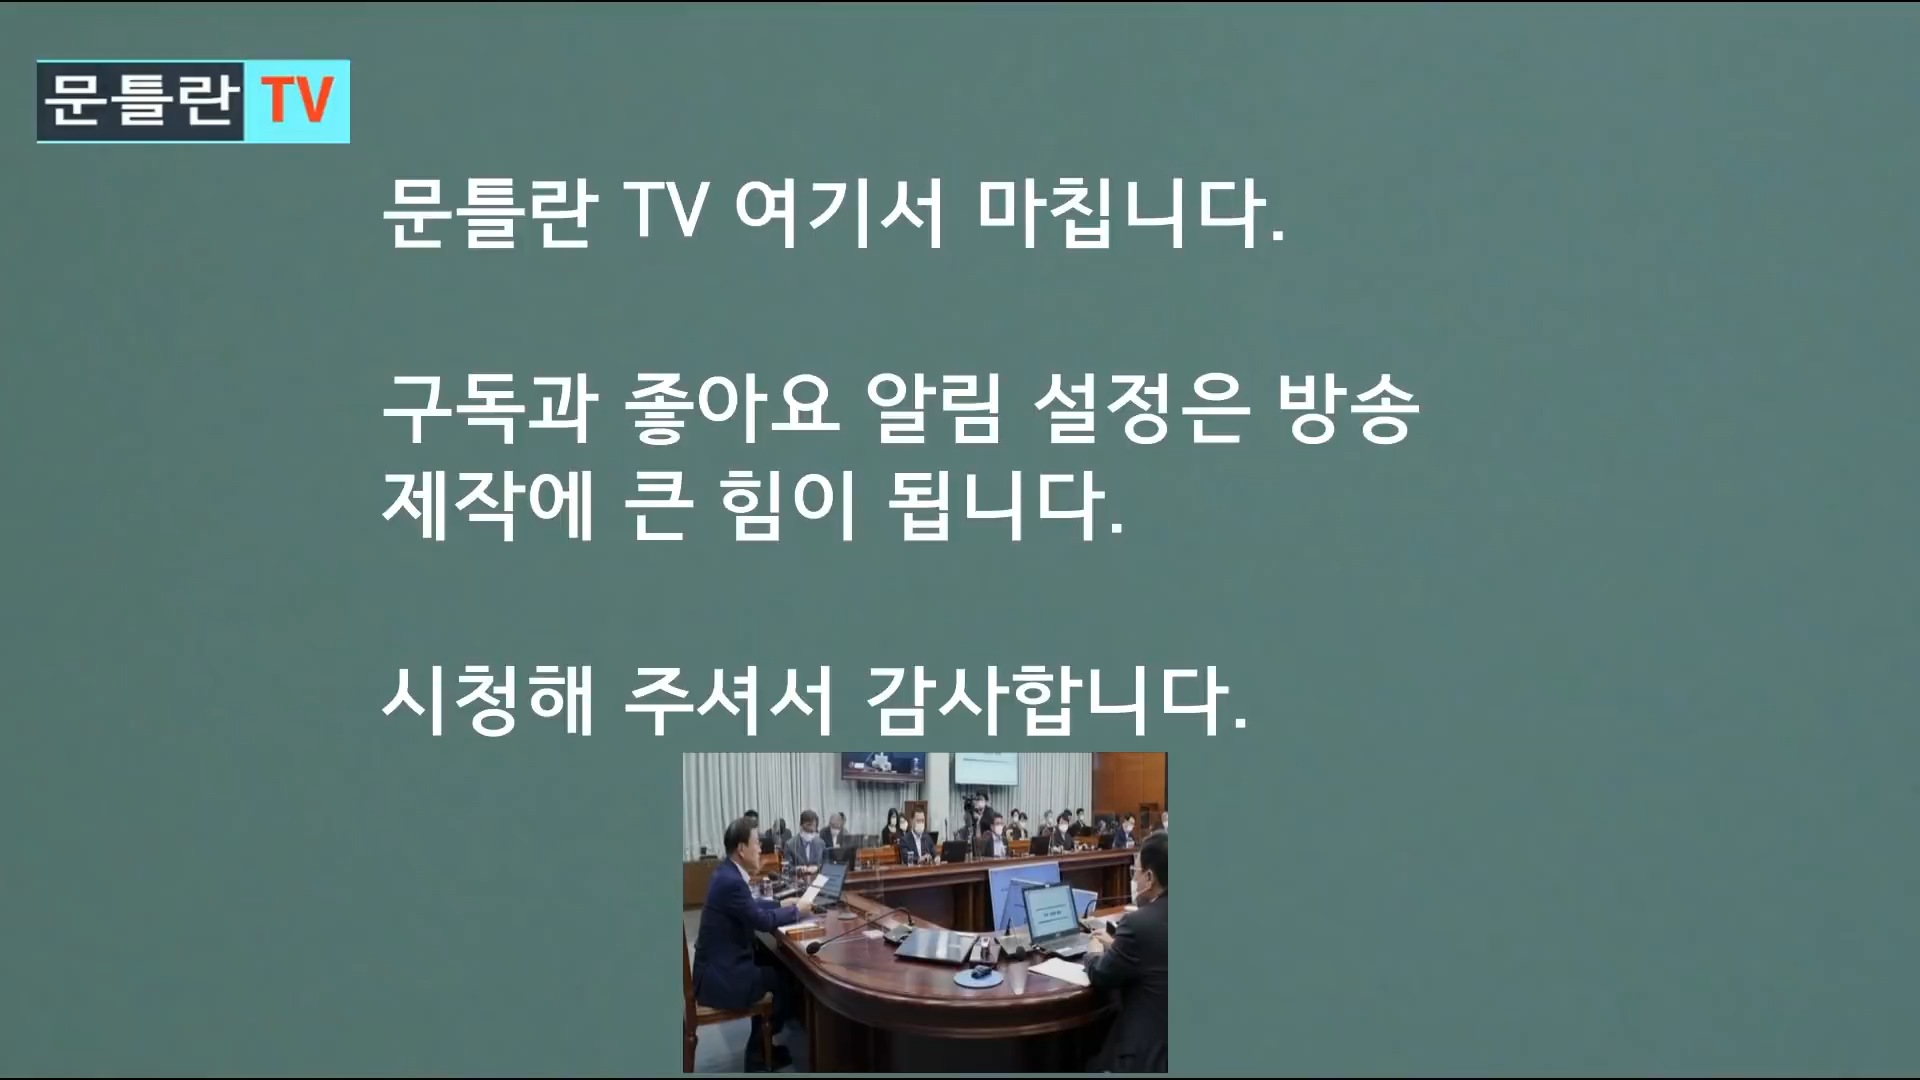 문틀란 TV
문틀란 TV 여기서 마칩니다.
구독과 좋아요 알림 설정은 방송
제작에 큰 힘이 됩니다.
시청해 주셔서 감사합니다.